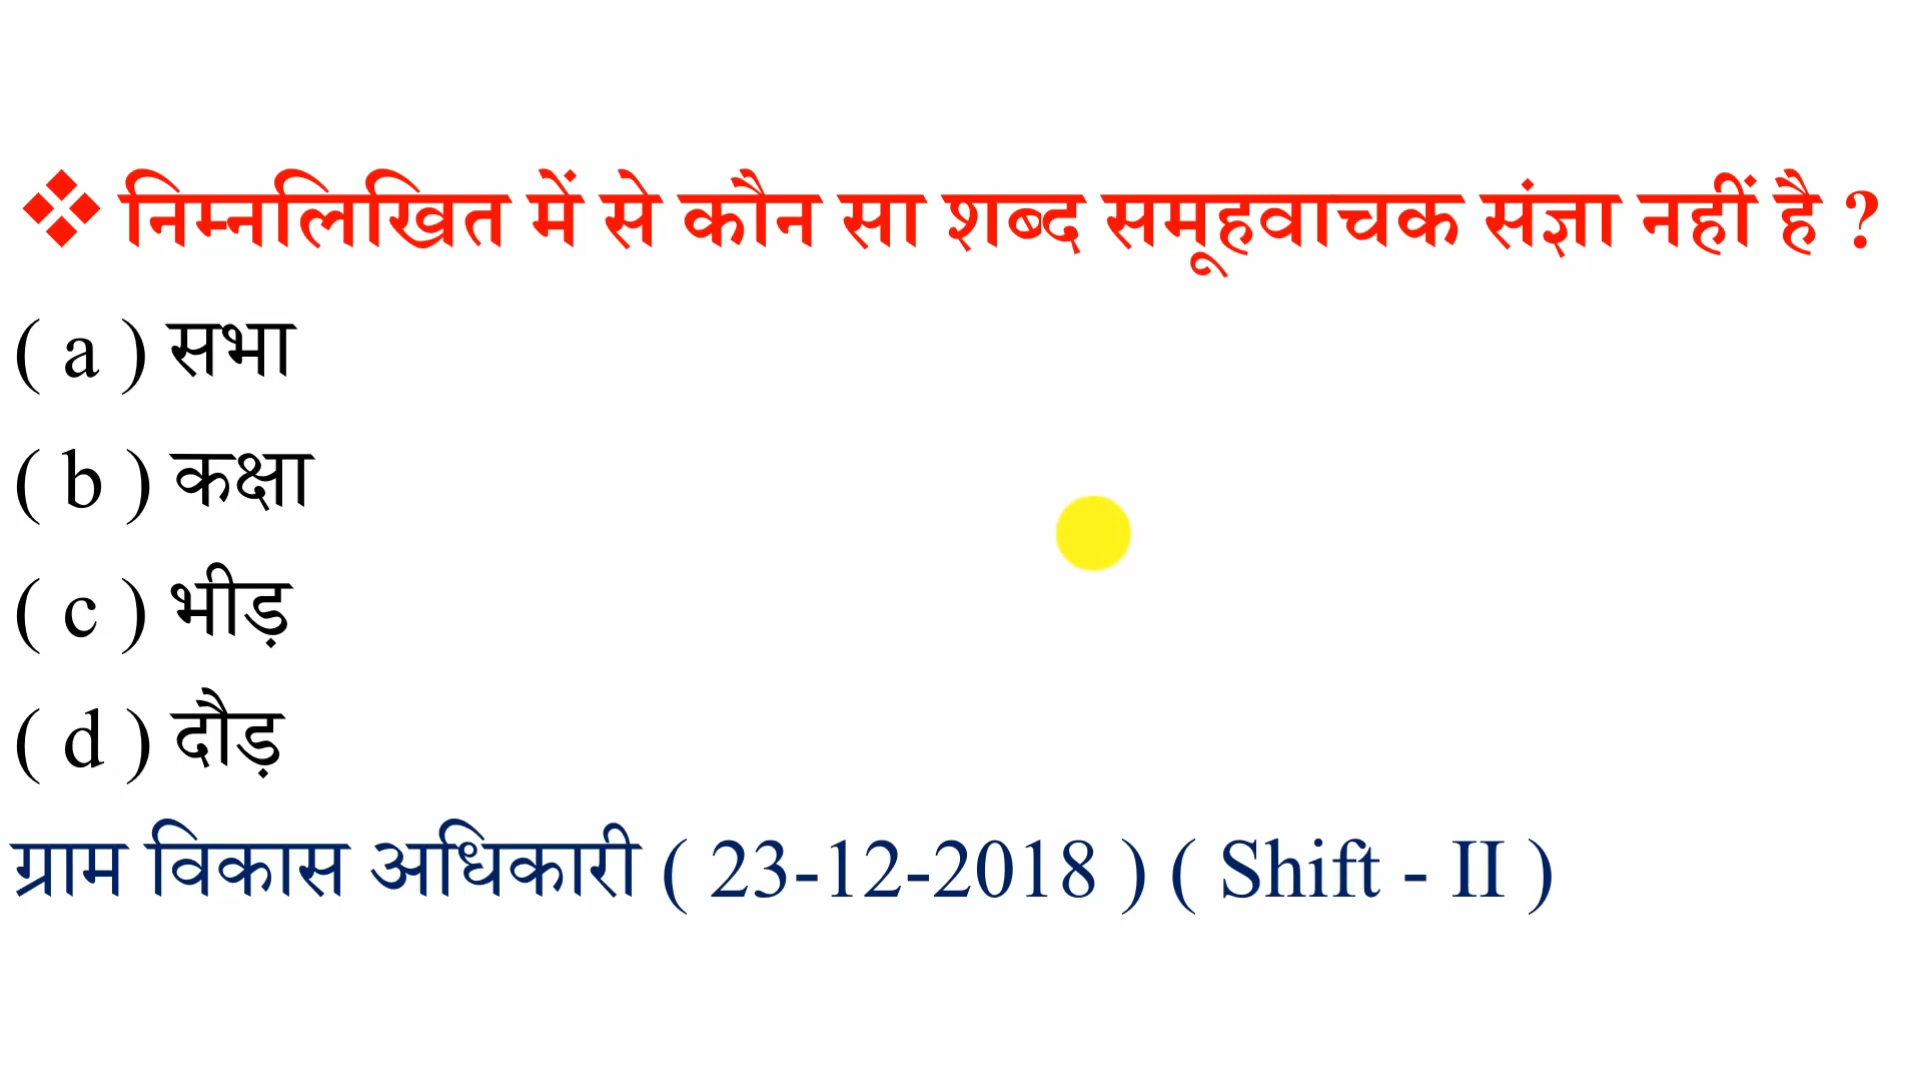 ❖ निम्नलिखित में से कौन सा शब्द समूहवाचक संज्ञा नहीं है ?
( a ) सभा
( b ) कक्षा
( c ) भीड़
( d ) दौड़
ग्राम विकास अधिकारी ( 23-12-2018 ) ( Shift - II )